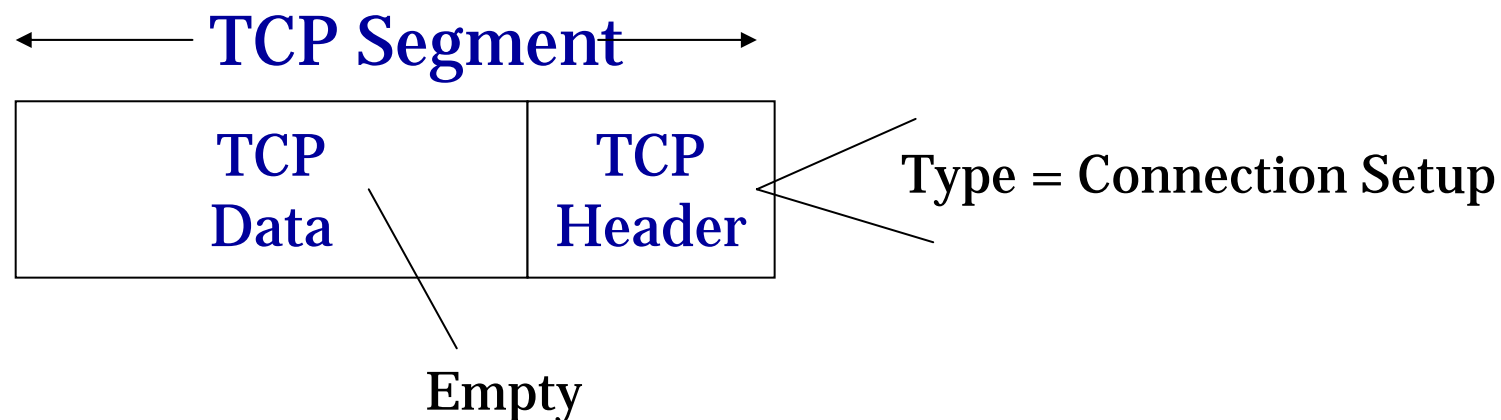 TCP Segment
TCP
Data
TCP
Header
Type = Connection Setup
Empty